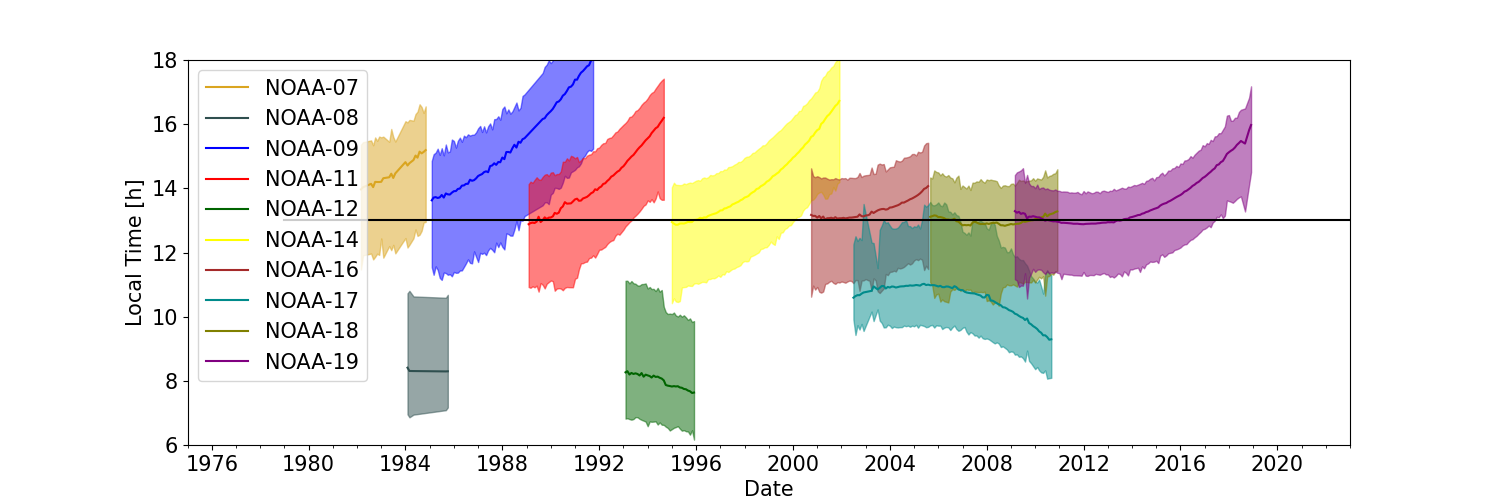 18
16
14
12
10
8
6
Local Time [h]
NOAA-07
NOAA-08
NOAA-09
NOAA-11
NOAA-12
NOAA-14
NOAA-16
NOAA-17
NOAA-18
NOAA-19
1976 1980 1984 1988 1992 1996 2000 2004 2008 2012 2016 2020
Date